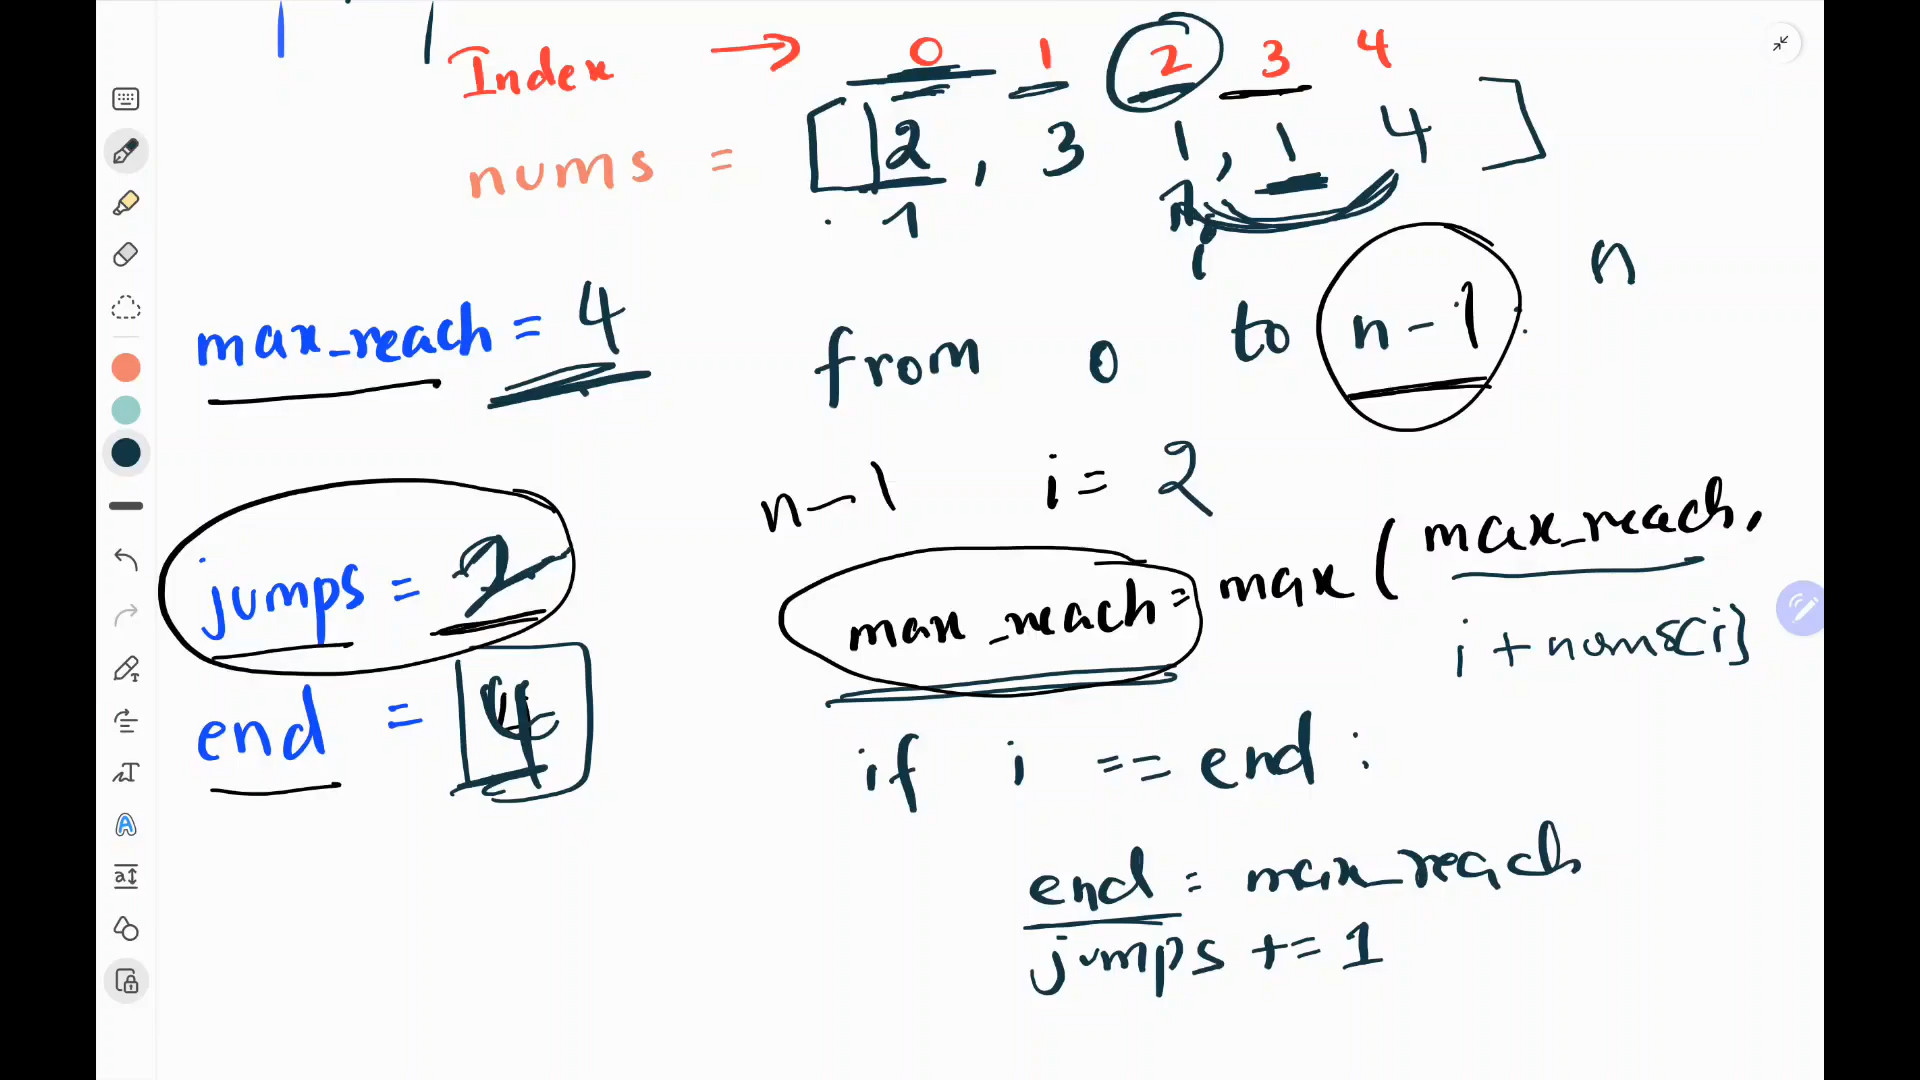 Index → 0 1 2 3 4
nums = [ 2 , 3 1 , 1 4 ]
1
i
n
max_reach = 4
from 0 to n-1
n-1 i = 2
jumps = 2
max_reach = max ( max_reach,
i + nums[i]
end = 4
if i == end :
end = max_reach
jumps += 1